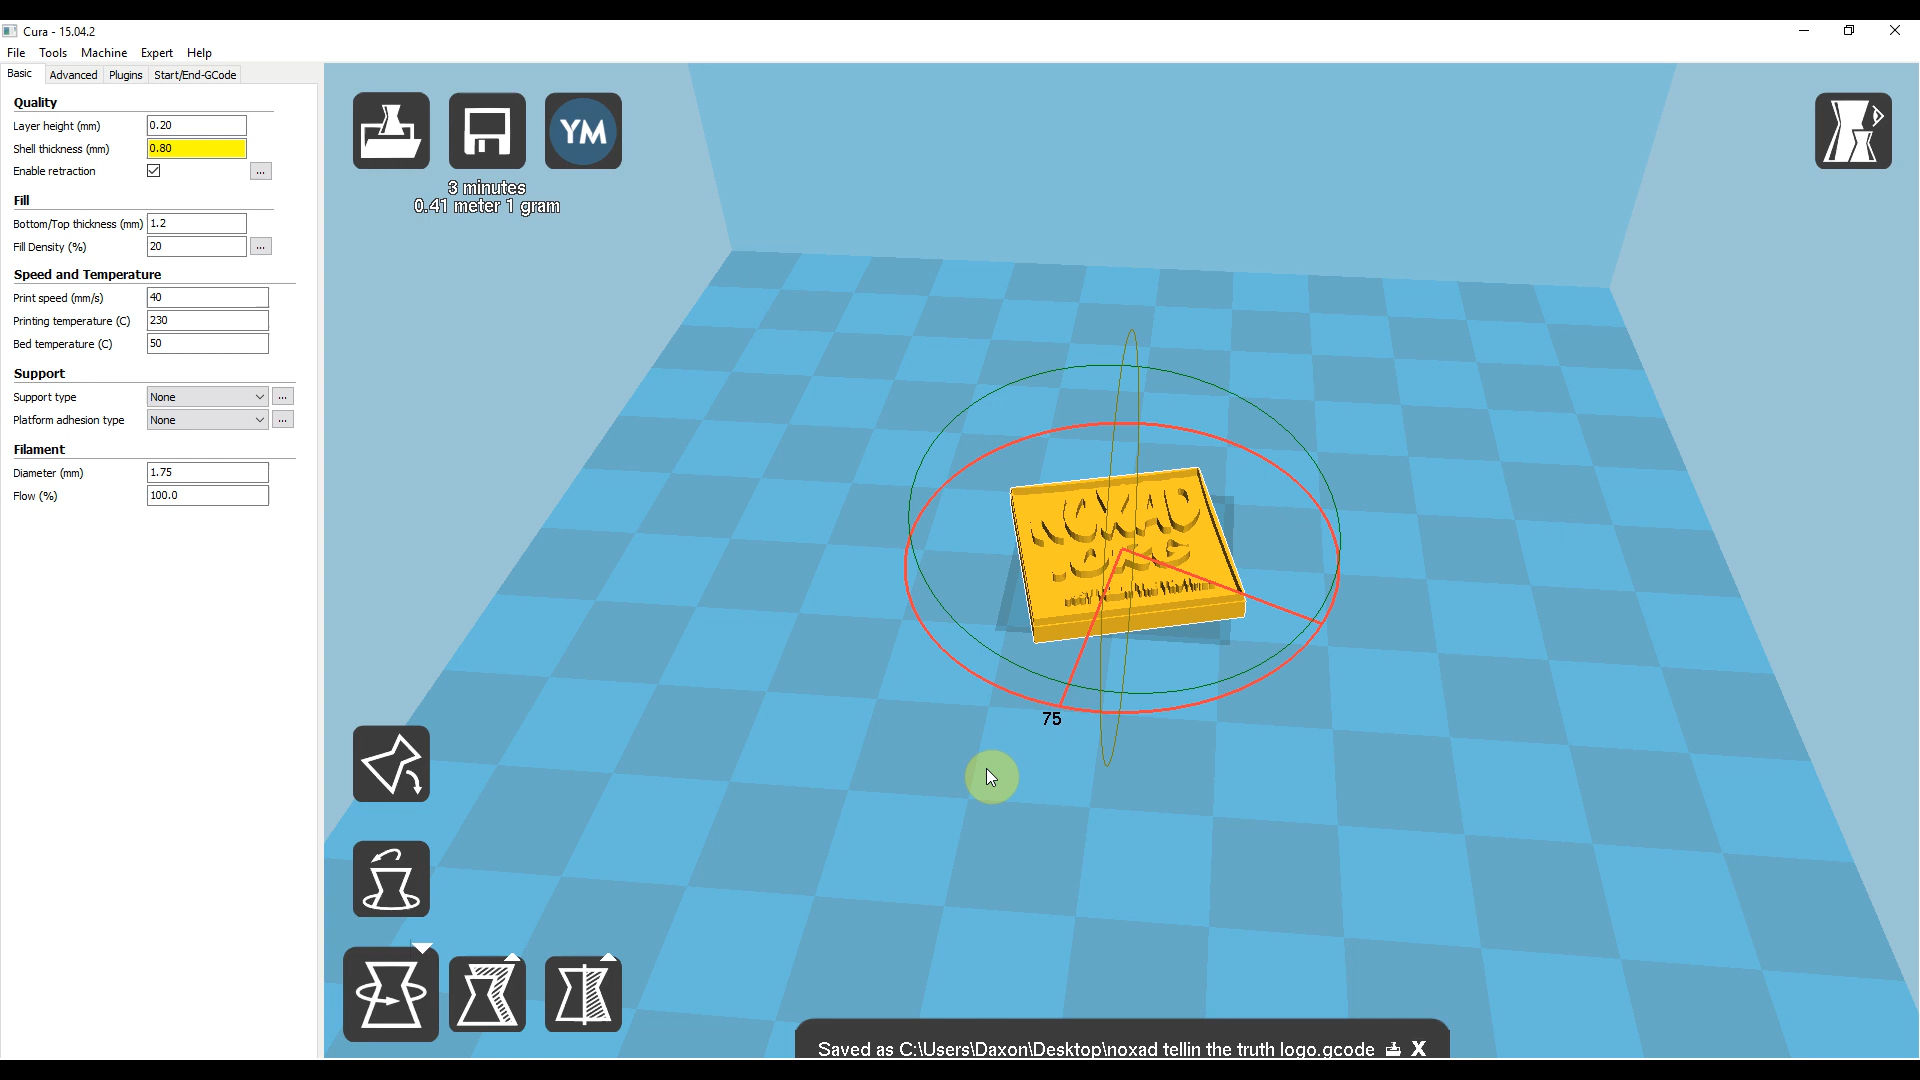 Cura - 15.04.2
File Tools Machine Expert Help
Basic Advanced Plugins Start/End-GCode
Quality
Layer height (mm) 0.20
Shell thickness (mm) 0.80
Enable retraction ...
Fill
Bottom/Top thickness (mm) 1.2
Fill Density (%) 20 ...
Speed and Temperature
Print speed (mm/s) 40
Printing temperature (C) 230
Bed temperature (C) 50
Support
Support type None ...
Platform adhesion type None ...
Filament
Diameter (mm) 1.75
Flow (%) 100.0
YM
3 minutes
0.41 meter 1 gram
NOXAD
75
Saved as C:\Users\Daxon\Desktop\noxad tellin the truth logo.gcode X